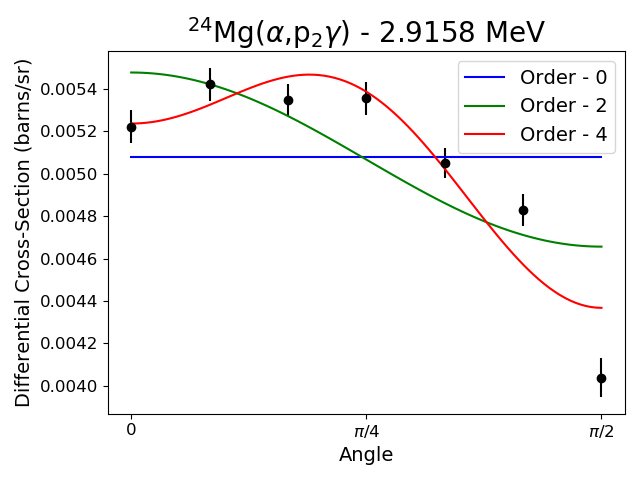 ²⁴Mg(α,p₂γ) - 2.9158 MeV
Differential Cross-Section (barns/sr)
0.0054
0.0052
0.0050
0.0048
0.0046
0.0044
0.0042
0.0040
Order - 0
Order - 2
Order - 4
0
π/4
π/2
Angle